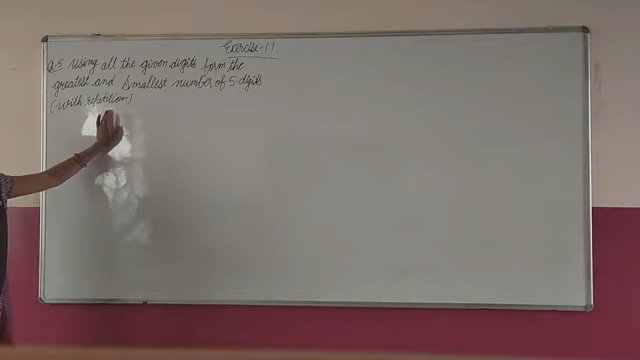 Exercise-1.1
Q-5 Using all the given digits form the
greatest and smallest number of 5-digits
(with repetition)